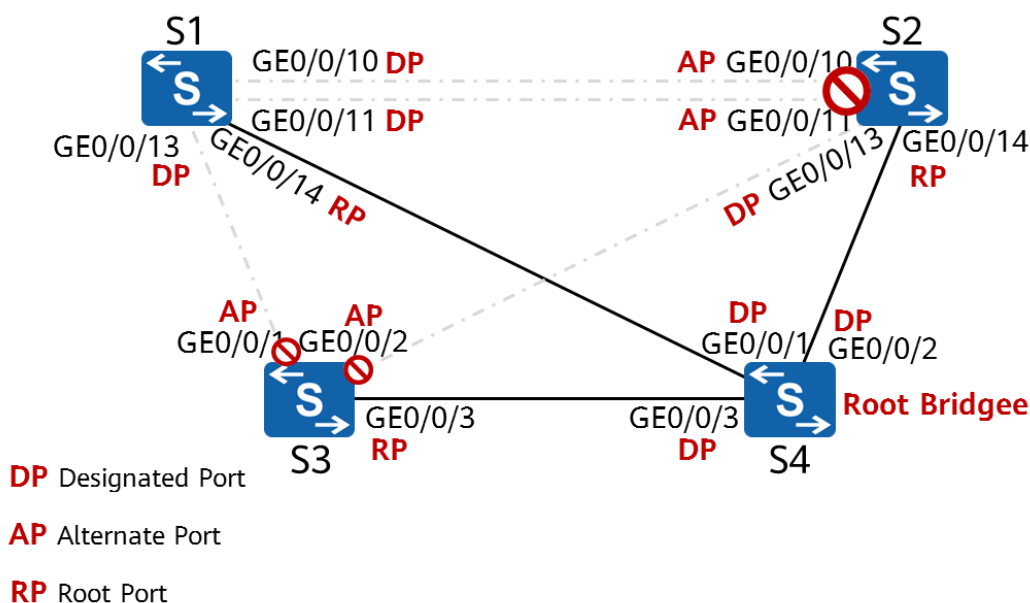 S1
S2
GE0/0/10 DP
AP GE0/0/10
S
S
GE0/0/11 DP
AP GE0/0/11
GE0/0/13
DP
GE0/0/14 RP
DP GE0/0/13
GE0/0/14
RP
AP
GE0/0/1
AP
GE0/0/2
DP
GE0/0/1
DP
GE0/0/2
S
GE0/0/3
RP
GE0/0/3
DP
S
Root Bridgee
S3
S4
DP Designated Port
AP Alternate Port
RP Root Port